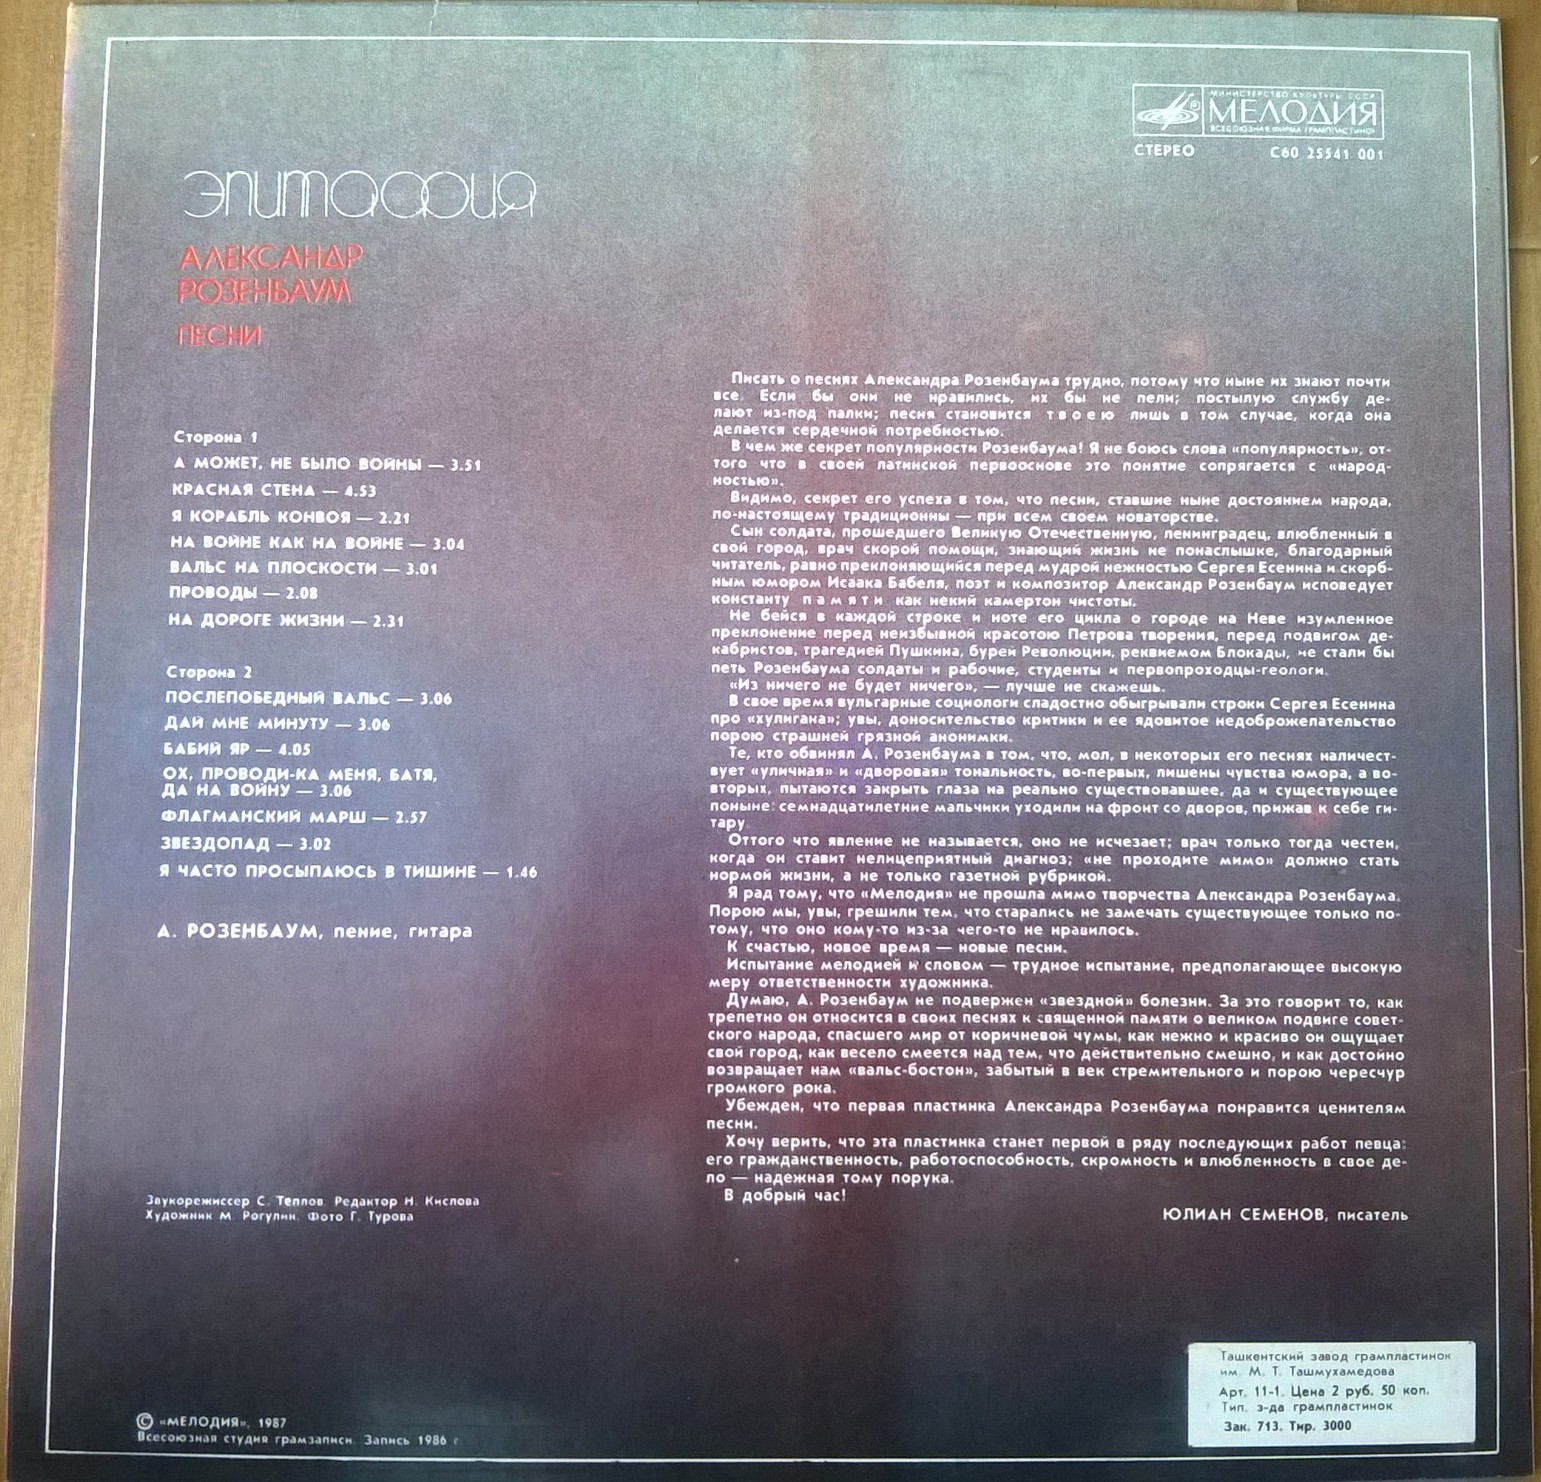 МИНИСТЕРСТВО КУЛЬТУРЫ СССР
МЕЛОДИЯ
ВСЕСОЮЗНАЯ ФИРМА ГРАМПЛАСТИНОК
СТЕРЕО С60 25541 001
ЭПИТАФИЯ
АЛЕКСАНДР
РОЗЕНБАУМ
ПЕСНИ
Сторона 1
А МОЖЕТ, НЕ БЫЛО ВОЙНЫ — 3.51
КРАСНАЯ СТЕНА — 4.53
Я КОРАБЛЬ КОНВОЯ — 2.21
НА ВОЙНЕ КАК НА ВОЙНЕ — 3.04
ВАЛЬС НА ПЛОСКОСТИ — 3.01
ПРОВОДЫ — 2.08
НА ДОРОГЕ ЖИЗНИ — 2.31
Сторона 2
ПОСЛЕПОБЕДНЫЙ ВАЛЬС — 3.06
ДАЙ МНЕ МИНУТУ — 3.06
БАБИЙ ЯР — 4.05
ОХ, ПРОВОДИ-КА МЕНЯ, БАТЯ,
ДА НА ВОЙНУ — 3.06
ФЛАГМАНСКИЙ МАРШ — 2.57
ЗВЕЗДОПАД — 3.02
Я ЧАСТО ПРОСЫПАЮСЬ В ТИШИНЕ — 1.46
А. РОЗЕНБАУМ, пение, гитара
Звукорежиссер С. Теплов. Редактор Н. Кислова
Художник М. Рогулин. Фото Г. Турова
© «МЕЛОДИЯ», 1987
Всесоюзная студия грамзаписи. Запись 1986 г.
Писать о песнях Александра Розенбаума трудно, потому что ныне их знают почти
все. Если бы они не нравились, их бы не пели; постылую службу де-
лают из-под палки; песня становится твоею лишь в том случае, когда она
делается сердечной потребностью.
В чем же секрет популярности Розенбаума! Я не боюсь слова «популярность», от-
того что в своей латинской первооснове это понятие сопрягается с «народ-
ностью».
Видимо, секрет его успеха в том, что песни, ставшие ныне достоянием народа,
по-настоящему традиционны — при всем своем новаторстве.
Сын солдата, прошедшего Великую Отечественную, ленинградец, влюбленный в
свой город, врач скорой помощи, знающий жизнь не понаслышке, благодарный
читатель, равно преклоняющийся перед мудрой нежностью Сергея Есенина и скорб-
ным юмором Исаака Бабеля, поэт и композитор Александр Розенбаум исповедует
константу памяти как некий камертон чистоты.
Не бейся в каждой строке и ноте его цикла о городе на Неве изумленное
преклонение перед неизбывной красотою Петрова творения, перед подвигом де-
кабристов, трагедией Пушкина, бурей Революции, реквиемом Блокады, не стали бы
петь Розенбаума солдаты и рабочие, студенты и первопроходцы-геологи.
«Из ничего не будет ничего», — лучше не скажешь.
В свое время вульгарные социологи сладостно обыгрывали строки Сергея Есенина
про «хулигана»; увы, доносительство критики и ее ядовитое недоброжелательство
порою страшней грязной анонимки.
Те, кто обвинял А. Розенбаума в том, что, мол, в некоторых его песнях наличест-
вует «уличная» и «дворовая» тональность, во-первых, лишены чувства юмора, а во-
вторых, пытаются закрыть глаза на реально существовавшее, да и существующее
поныне: семнадцатилетние мальчики уходили на фронт со дворов, прижав к себе ги-
тару.
Оттого что явление не называется, оно не исчезает; врач только тогда честен,
когда он ставит нелицеприятный диагноз; «не проходите мимо» должно стать
нормой жизни, а не только газетной рубрикой.
Я рад тому, что «Мелодия» не прошла мимо творчества Александра Розенбаума.
Порою мы, увы, грешили тем, что старались не замечать существующее только по-
тому, что оно кому-то из-за чего-то не нравилось.
К счастью, новое время — новые песни.
Испытание мелодией и словом — трудное испытание, предполагающее высокую
меру ответственности художника.
Думаю, А. Розенбаум не подвержен «звездной» болезни. За это говорит то, как
трепетно он относится в своих песнях к священной памяти о великом подвиге совет-
ского народа, спасшего мир от коричневой чумы, как нежно и красиво он ощущает
свой город, как весело смеется над тем, что действительно смешно, и как достойно
возвращает нам «вальс-бостон», забытый в век стремительного и порою чересчур
громкого рока.
Убежден, что первая пластинка Александра Розенбаума понравится ценителям
песни.
Хочу верить, что эта пластинка станет первой в ряду последующих работ певца:
его гражданственность, работоспособность, скромность и влюбленность в свое де-
ло — надежная тому порука.
В добрый час!
ЮЛИАН СЕМЕНОВ, писатель
Ташкентский завод грампластинок
им. М. Т. Ташмухамедова
Арт. 11-1. Цена 2 руб. 50 коп.
Тип. з-да грампластинок
Зак. 713. Тир. 3000